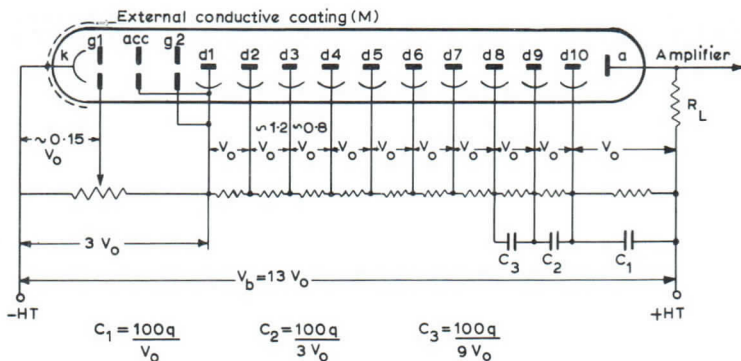 External conductive coating (M)
k g1 acc g2 d1 d2 d3 d4 d5 d6 d7 d8 d9 d10 a Amplifier
R_L
~0·15 V₀
~1·2 ~0·8
V₀ V₀ V₀ V₀ V₀ V₀ V₀ V₀ V₀ V₀
3 V₀
C₃ C₂ C₁
V_b=13 V₀
-HT +HT
C₁ = 100q / V₀ C₂ = 100q / 3 V₀ C₃ = 100q / 9 V₀